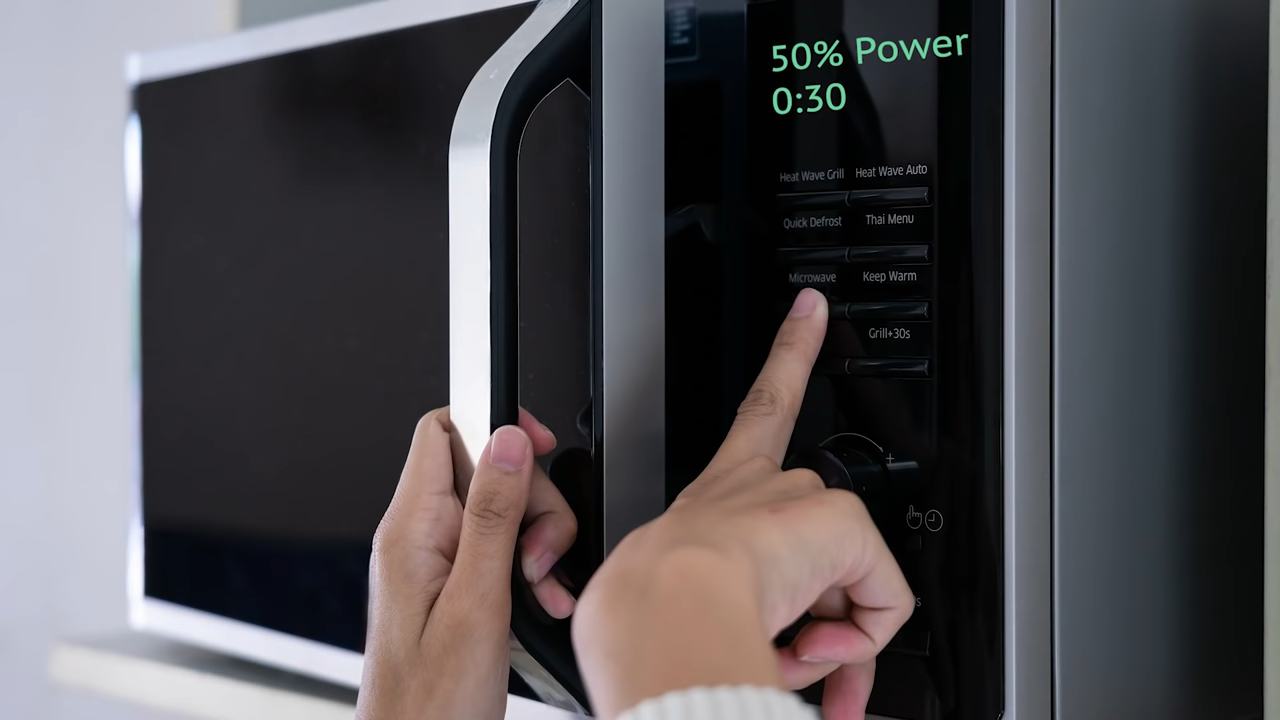 50% Power
0:30
Heat Wave Grill Heat Wave Auto
Quick Defrost Thai Menu
Microwave Keep Warm
Grill+30s
+